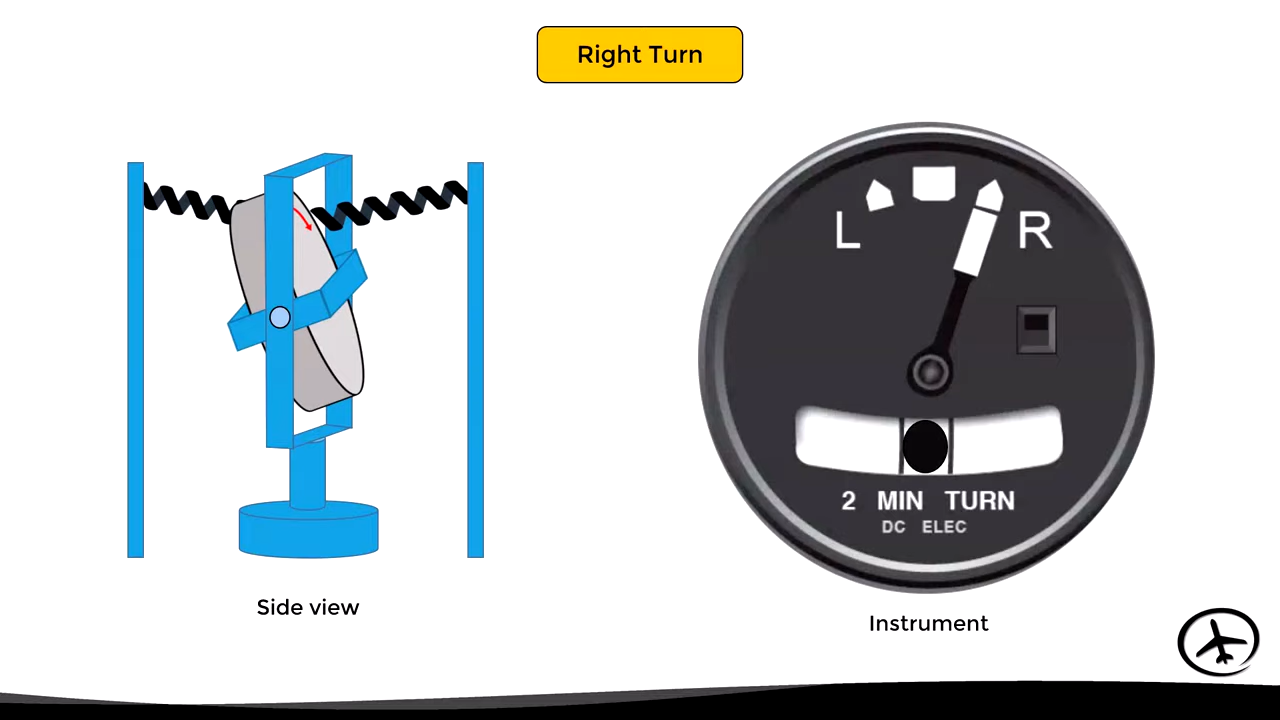 Right Turn
L R
2 MIN TURN
DC ELEC
Side view
Instrument